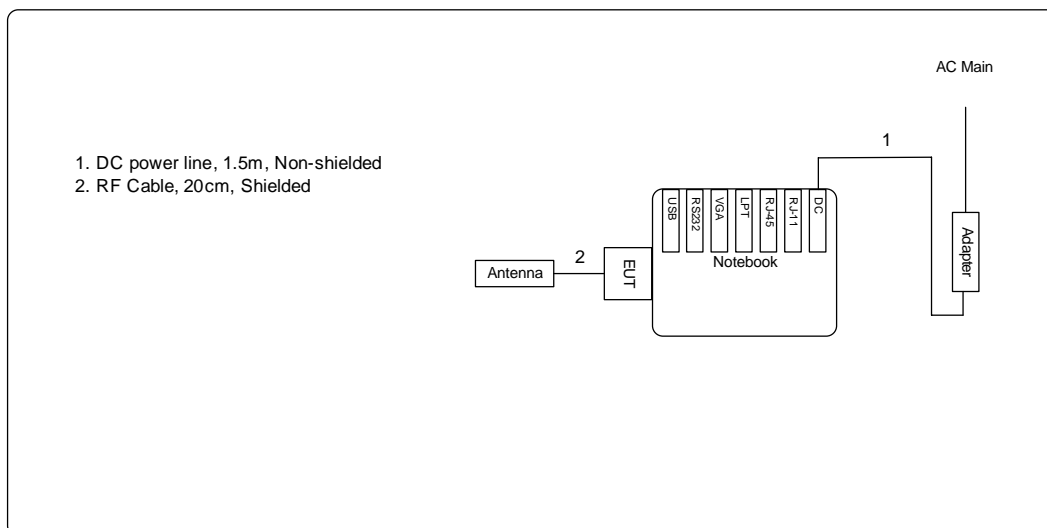 AC Main
1
1. DC power line, 1.5m, Non-shielded
2. RF Cable, 20cm, Shielded
USB
RS232
VGA
LPT
RJ-45
RJ-11
DC
Adapter
2
Notebook
EUT
Antenna